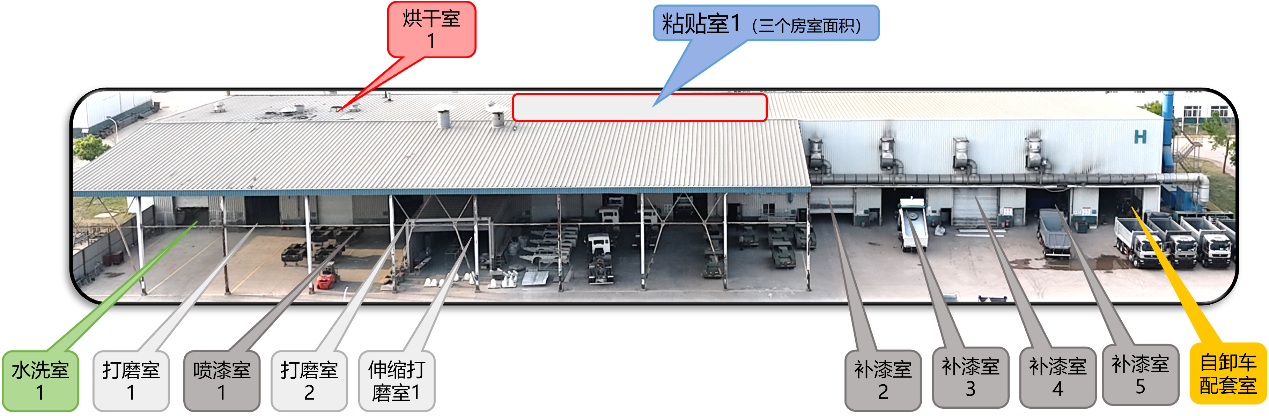 烘干室
1
粘贴室1（三个房室面积）
H
水洗室
1
打磨室
1
喷漆室
1
打磨室
2
伸缩打
磨室1
补漆室
2
补漆室
3
补漆室
4
补漆室
5
自卸车
配套室